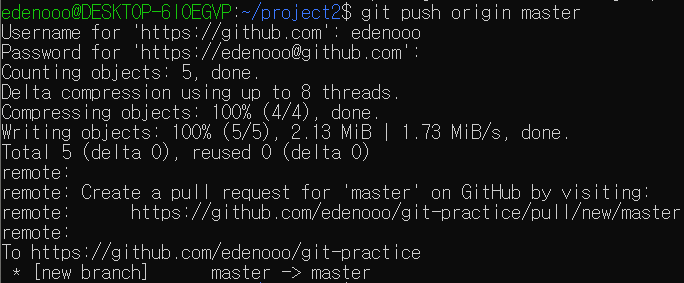 edenooo@DESKTOP-6I0EGVP:~/project2$ git push origin master
Username for 'https://github.com': edenooo
Password for 'https://edenooo@github.com':
Counting objects: 5, done.
Delta compression using up to 8 threads.
Compressing objects: 100% (4/4), done.
Writing objects: 100% (5/5), 2.13 MiB | 1.73 MiB/s, done.
Total 5 (delta 0), reused 0 (delta 0)
remote:
remote: Create a pull request for 'master' on GitHub by visiting:
remote:      https://github.com/edenooo/git-practice/pull/new/master
remote:
To https://github.com/edenooo/git-practice
 * [new branch]      master -> master